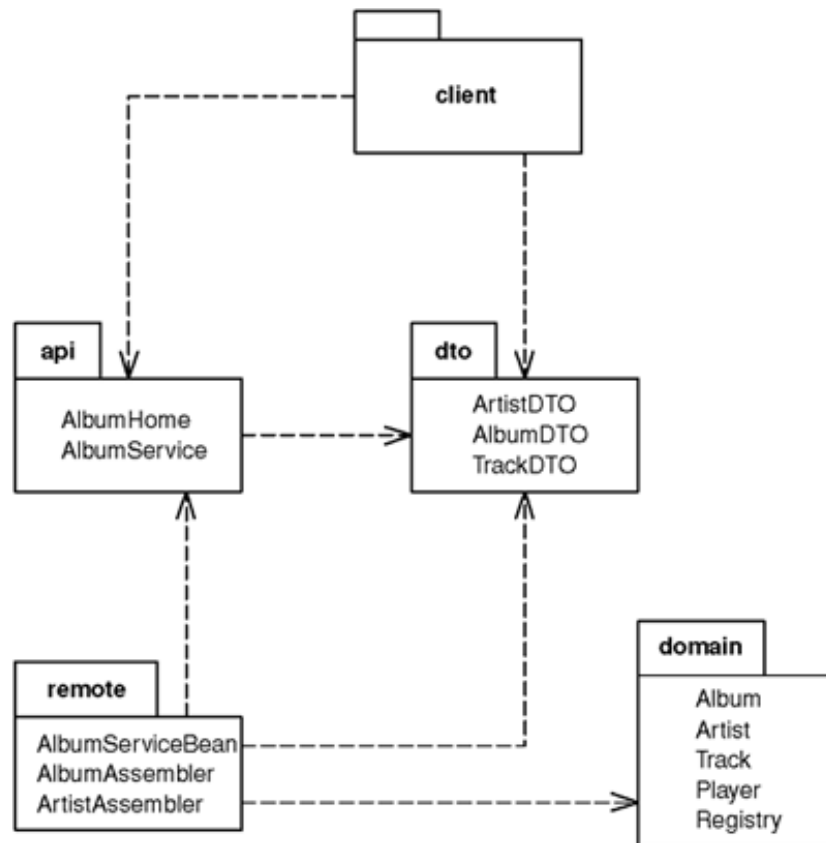 client
api
AlbumHome
AlbumService
dto
ArtistDTO
AlbumDTO
TrackDTO
remote
AlbumServiceBean
AlbumAssembler
ArtistAssembler
domain
Album
Artist
Track
Player
Registry